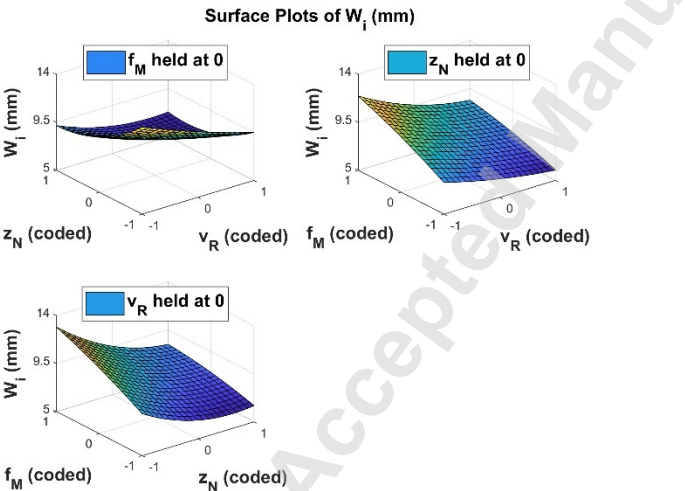 Surface Plots of W_i (mm)
f_M held at 0
14
9.5
5
W_i (mm)
1
0
-1
-1
0
1
z_N (coded)
v_R (coded)
z_N held at 0
14
9.5
5
W_i (mm)
1
0
-1
-1
0
1
f_M (coded)
v_R (coded)
v_R held at 0
14
9.5
5
W_i (mm)
1
0
-1
-1
0
1
f_M (coded)
z_N (coded)
Accepted Manu